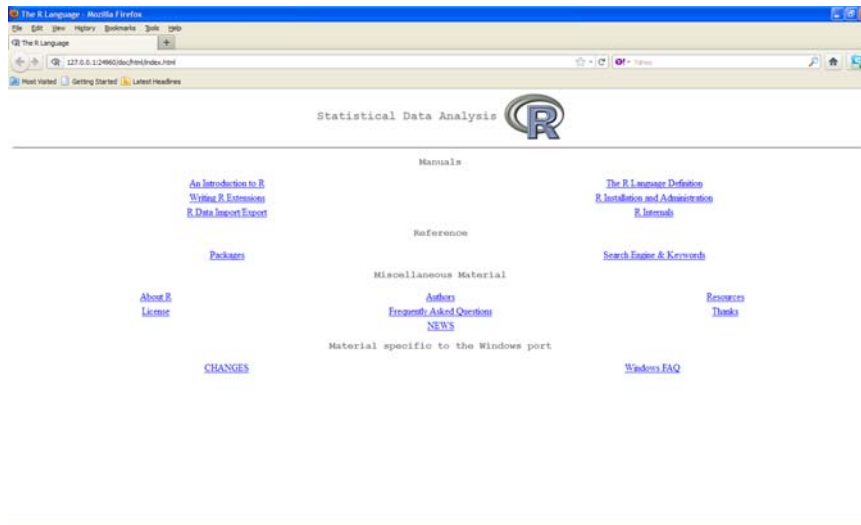 The R Language - Mozilla Firefox
File Edit View History Bookmarks Tools Help
The R Language +
127.0.0.1:24960/doc/html/index.html Yahoo
Most Visited Getting Started Latest Headlines
Statistical Data Analysis R
Manuals
An Introduction to R The R Language Definition
Writing R Extensions R Installation and Administration
R Data Import/Export R Internals
Reference
Packages Search Engine & Keywords
Miscellaneous Material
About R Authors Resources
License Frequently Asked Questions Thanks
NEWS
Material specific to the Windows port
CHANGES Windows FAQ